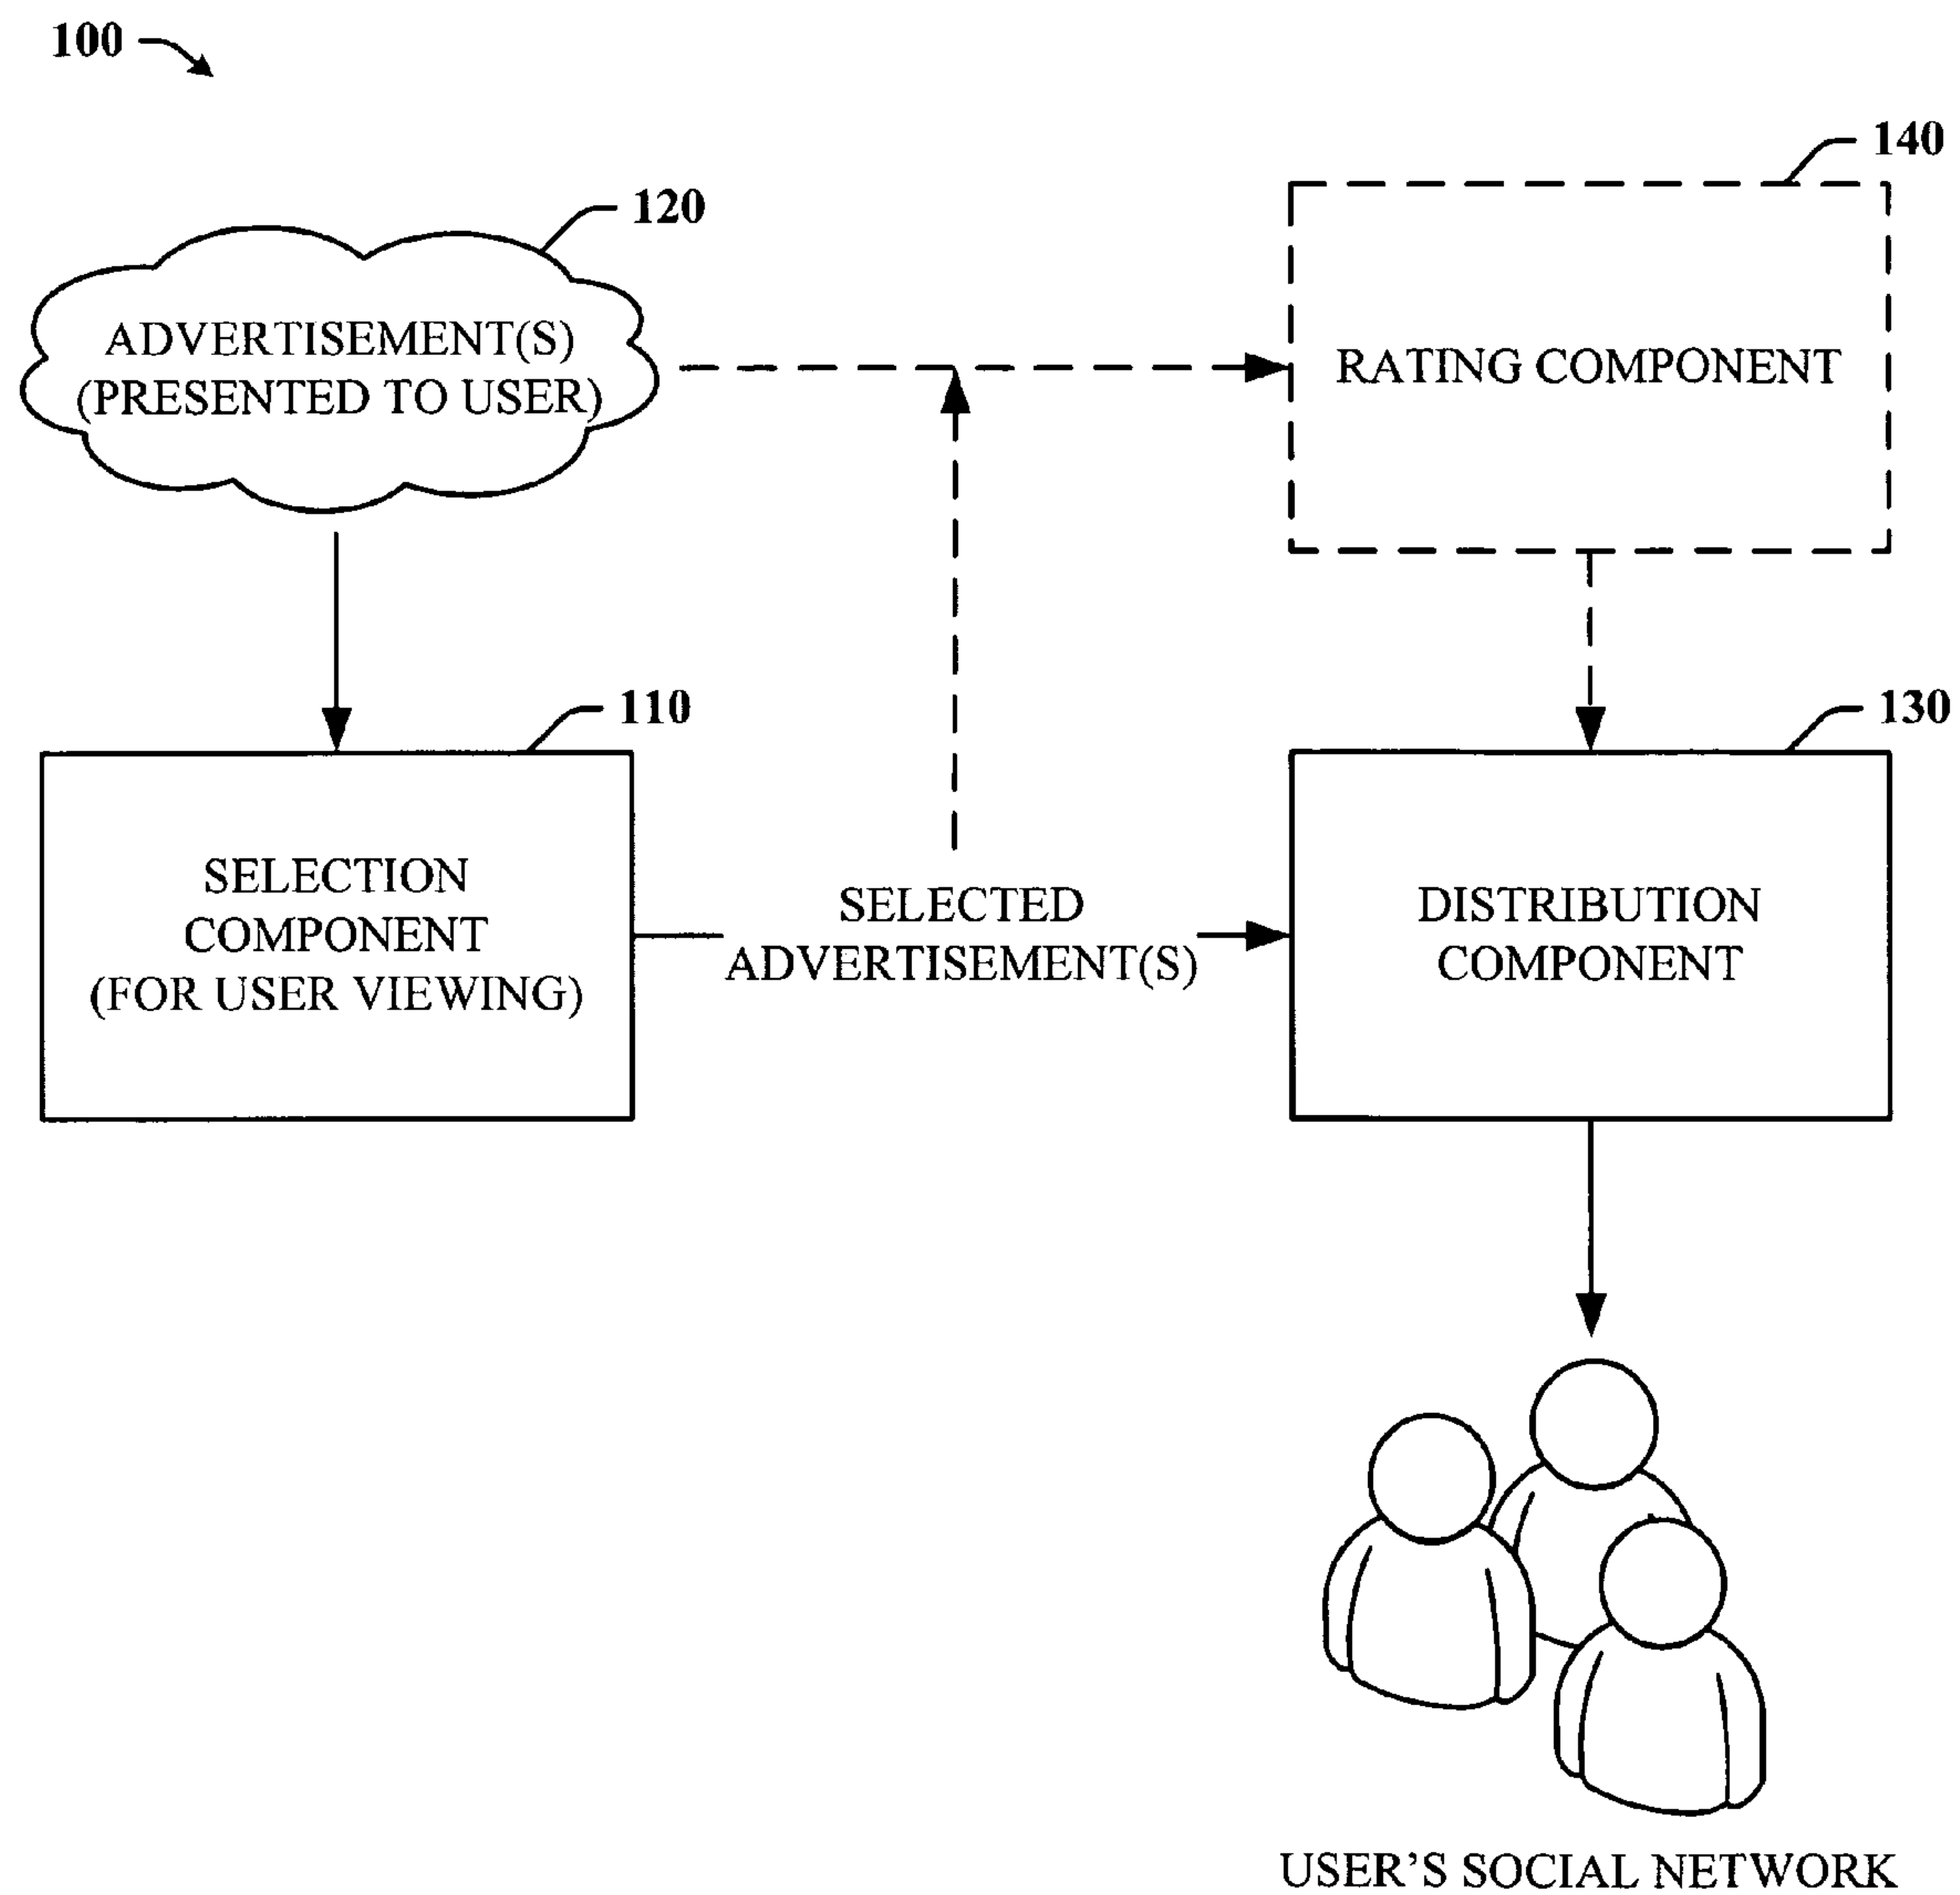 100
140
120
ADVERTISEMENT(S)
(PRESENTED TO USER)
RATING COMPONENT
110
130
SELECTION
COMPONENT
(FOR USER VIEWING)
SELECTED
ADVERTISEMENT(S)
DISTRIBUTION
COMPONENT
USER'S SOCIAL NETWORK